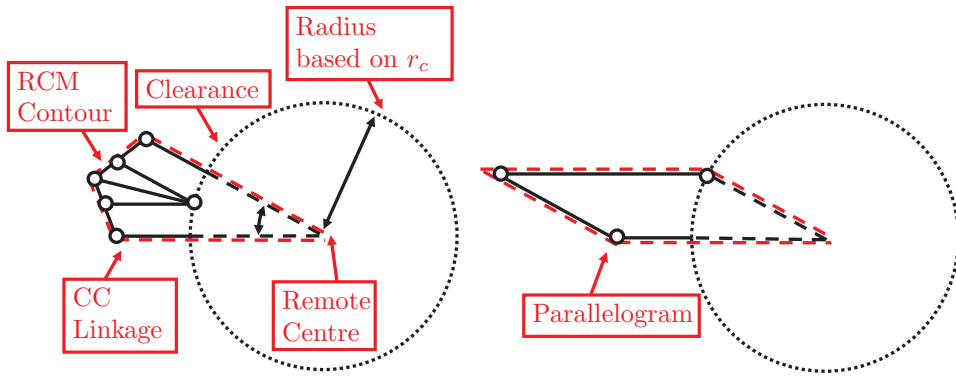 Radius
based on r_c
RCM
Contour
Clearance
CC
Linkage
Remote
Centre
Parallelogram